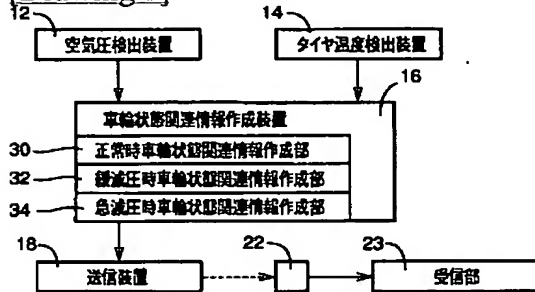 12
14
空気圧検出装置
タイヤ温度検出装置
16
車輪状態関連情報作成装置
30
正常時車輪状態関連情報作成部
32
緩減圧時車輪状態関連情報作成部
34
急減圧時車輪状態関連情報作成部
18
22
23
送信装置
受信部